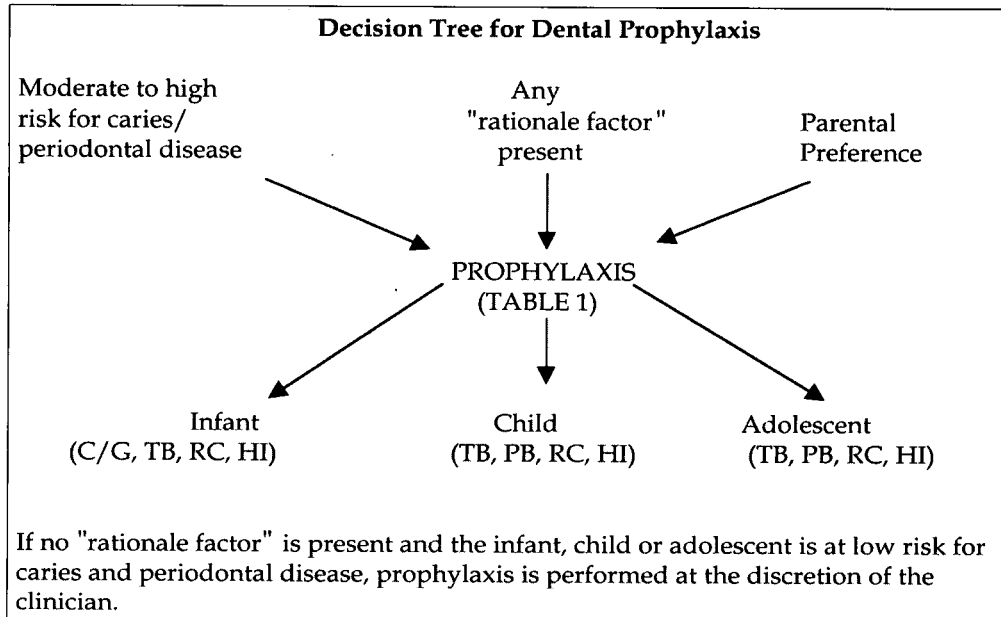 Decision Tree for Dental Prophylaxis
Moderate to high
risk for caries/
periodontal disease
Any
"rationale factor"
present
Parental
Preference
PROPHYLAXIS
(TABLE 1)
Infant
(C/G, TB, RC, HI)
Child
(TB, PB, RC, HI)
Adolescent
(TB, PB, RC, HI)
If no "rationale factor" is present and the infant, child or adolescent is at low risk for
caries and periodontal disease, prophylaxis is performed at the discretion of the
clinician.